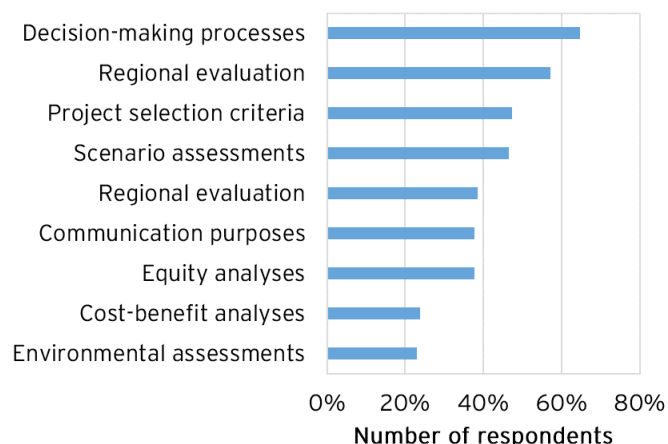 Decision-making processes
Regional evaluation
Project selection criteria
Scenario assessments
Regional evaluation
Communication purposes
Equity analyses
Cost-benefit analyses
Environmental assessments
0% 20% 40% 60% 80%
Number of respondents